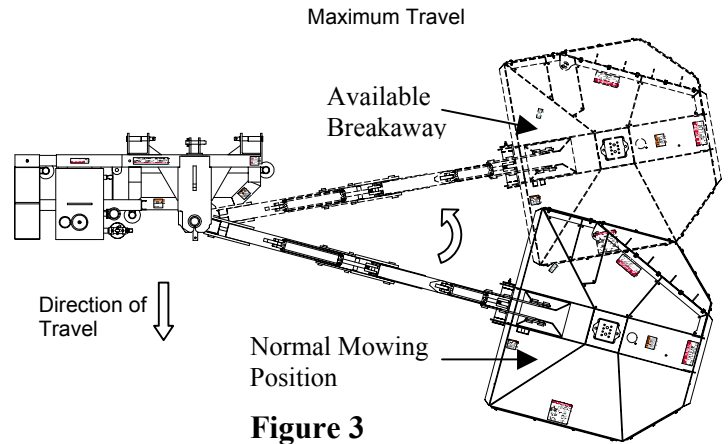 Maximum Travel
Available
Breakaway
Direction of
Travel
Normal Mowing
Position
Figure 3